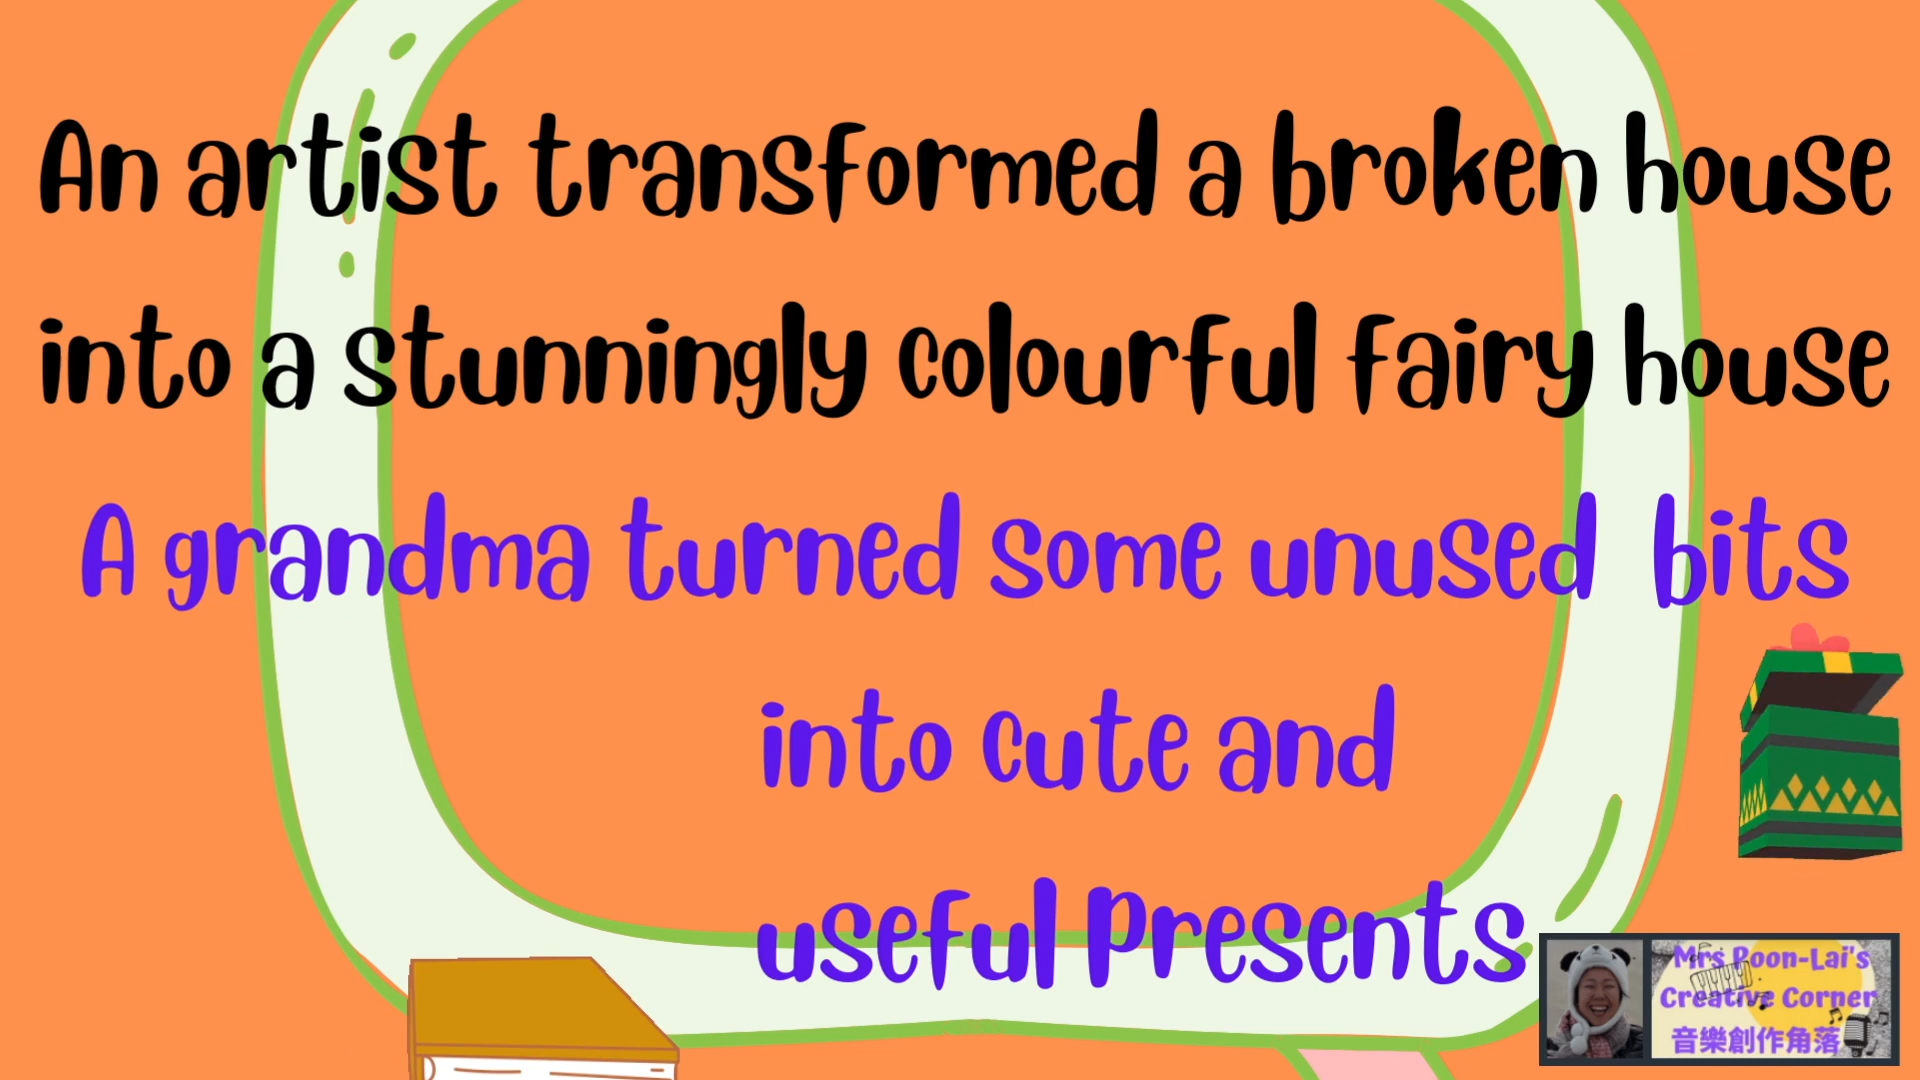 An artist transformed a broken house
into a stunningly colourful fairy house
A grandma turned some unused bits
into cute and
useful Presents
Mrs Poon-Lai's
Creative Corner
音樂創作角落